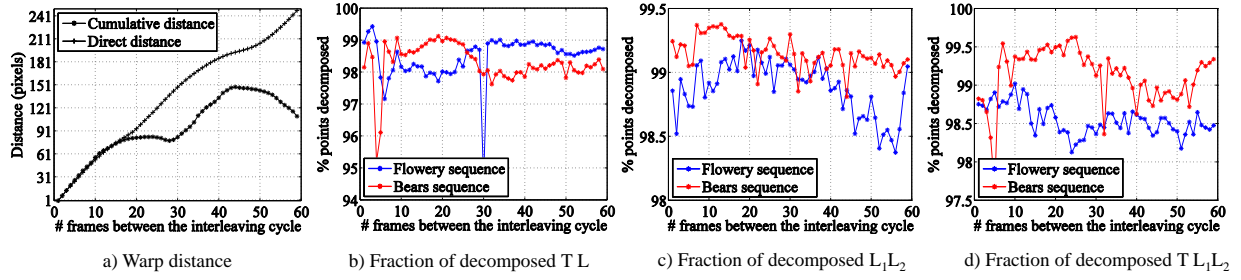 241
211
181
151
121
91
61
31
1
Distance (pixels)
Cumulative distance
Direct distance
0 10 20 30 40 50 60
# frames between the interleaving cycle
a) Warp distance
100
99
98
97
96
95
94
% points decomposed
Flowery sequence
Bears sequence
0 10 20 30 40 50 60
# frames between the interleaving cycle
b) Fraction of decomposed T L
99.5
99
98.5
98
% points decomposed
Flowery sequence
Bears sequence
0 10 20 30 40 50 60
# frames between the interleaving cycle
c) Fraction of decomposed L₁L₂
100
99.5
99
98.5
98
97.5
% points decomposed
Flowery sequence
Bears sequence
0 10 20 30 40 50 60
# frames between the interleaving cycle
d) Fraction of decomposed T L₁L₂